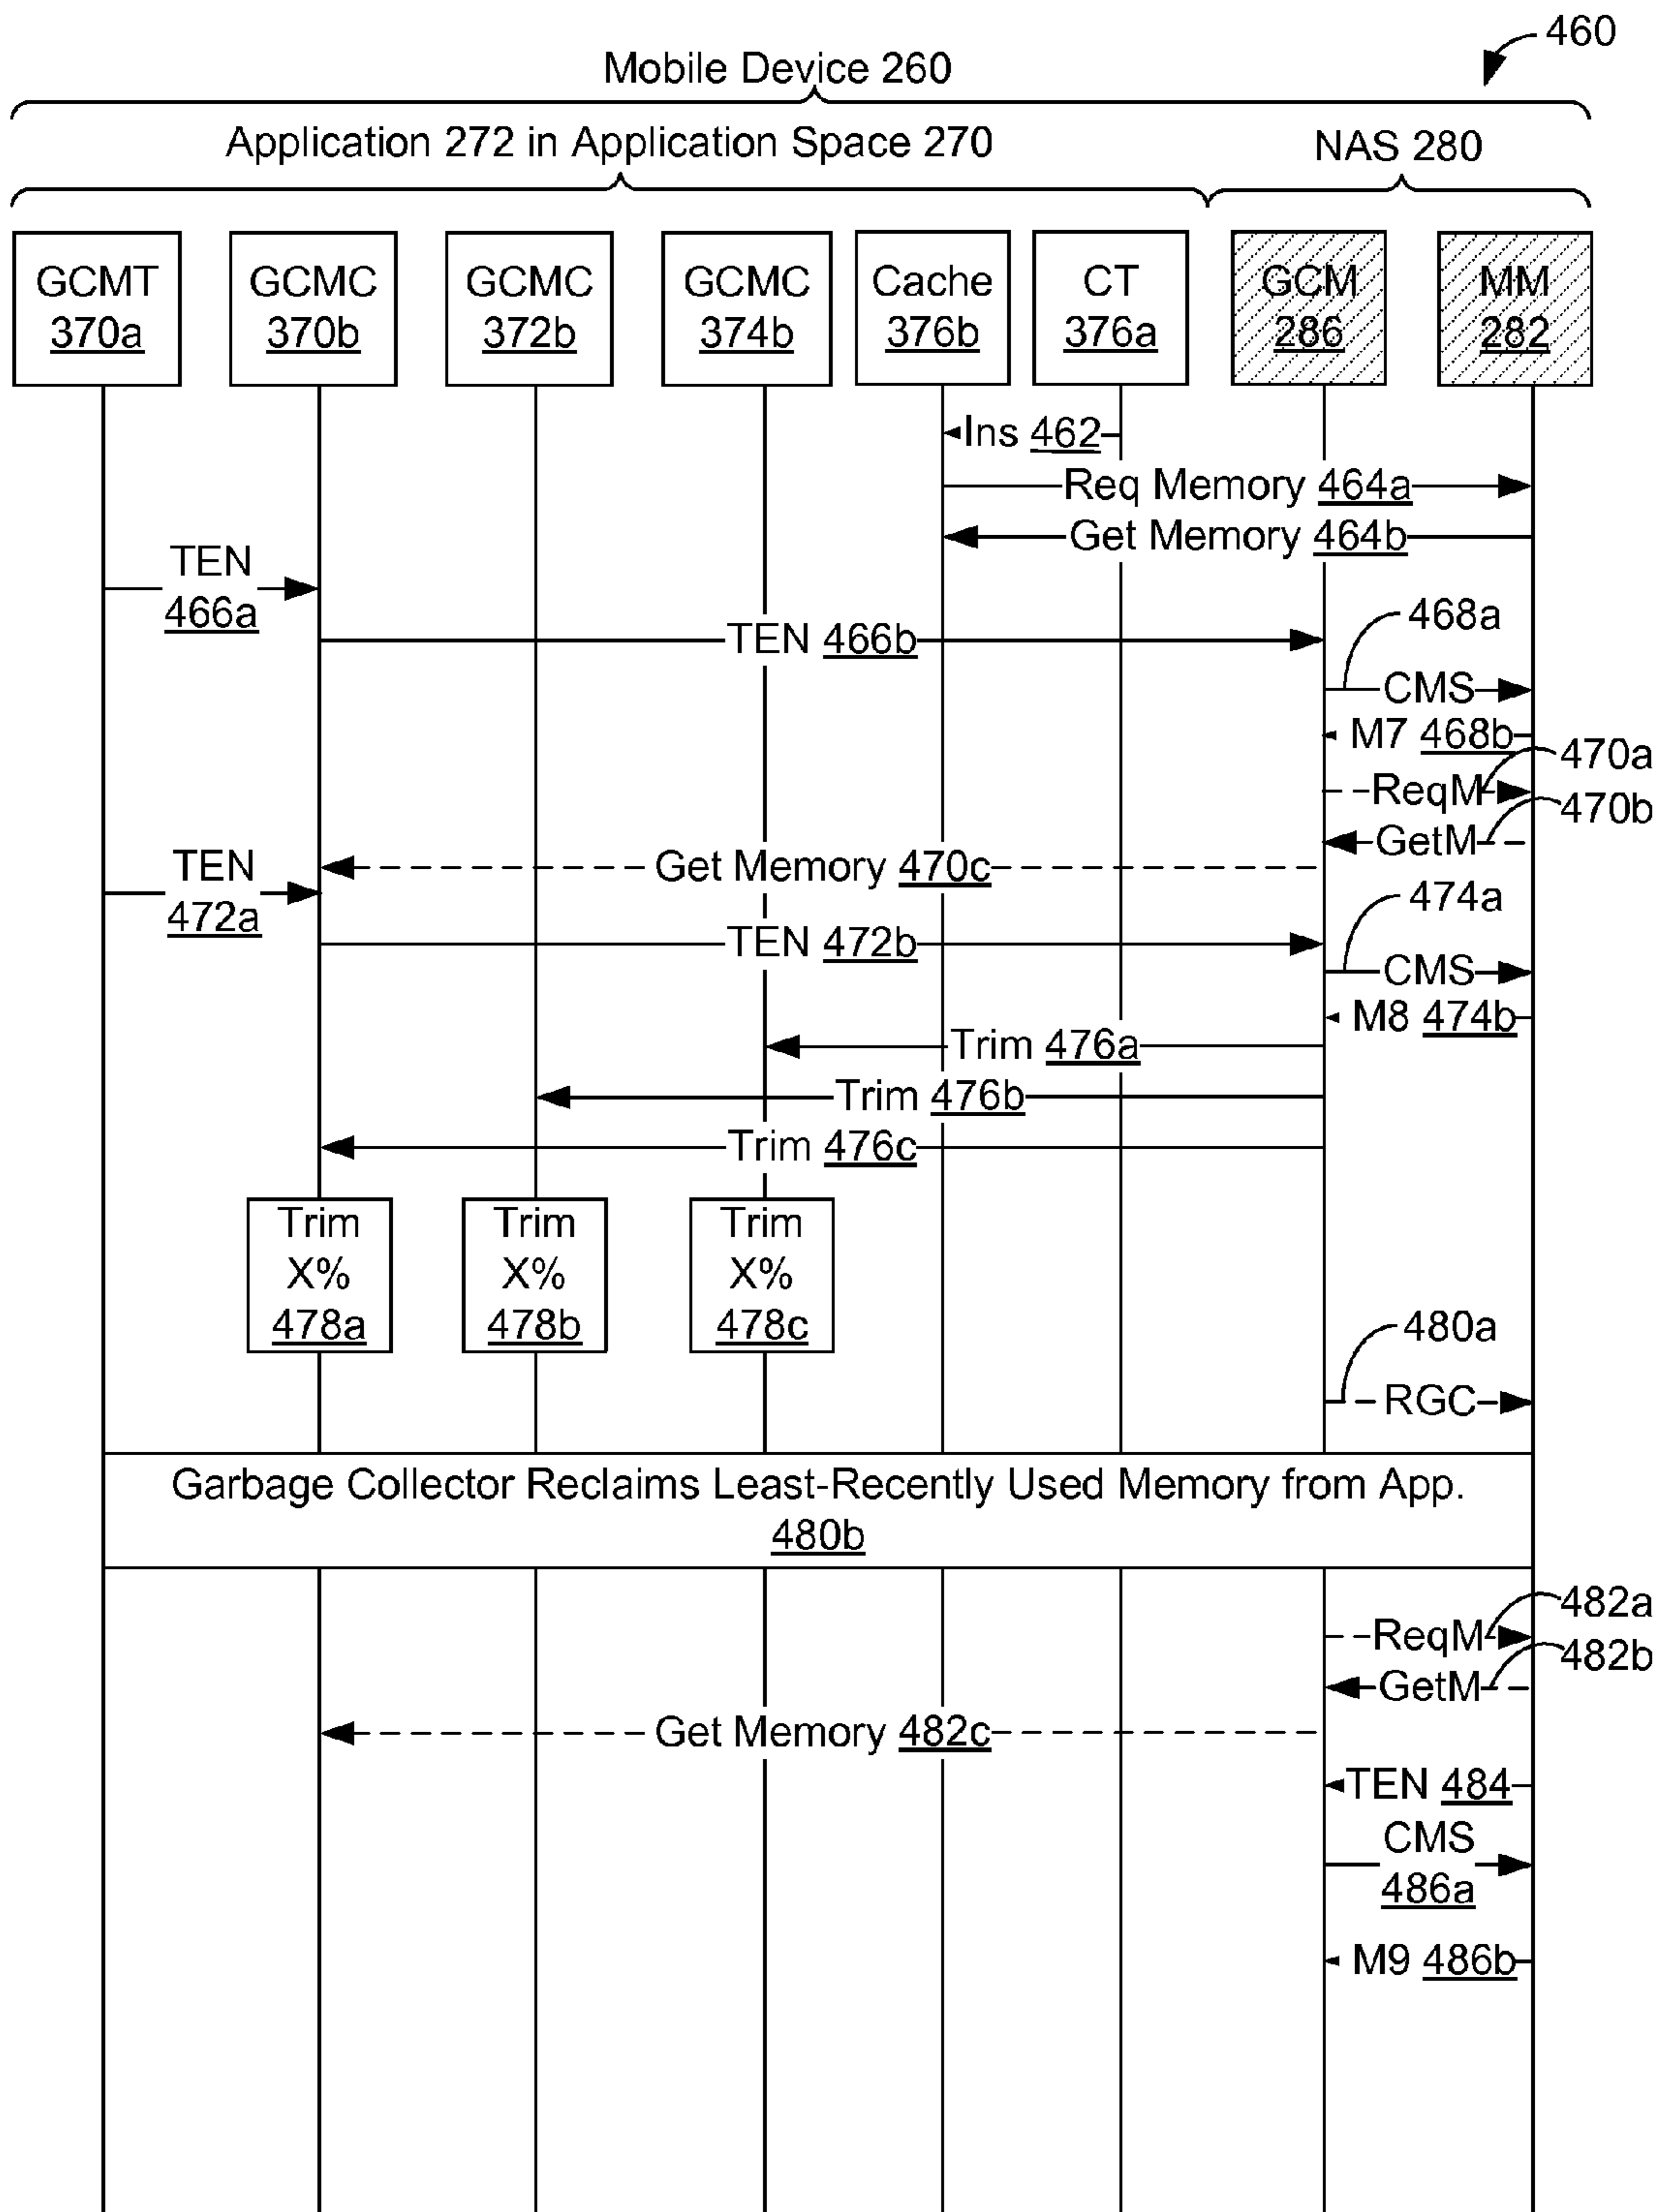 460
Mobile Device 260
Application 272 in Application Space 270
NAS 280
GCMT
370a
GCMC
370b
GCMC
372b
GCMC
374b
Cache
376b
CT
376a
GCM
286
MM
282
Ins 462
Req Memory 464a
Get Memory 464b
TEN
466a
TEN 466b
468a
CMS
M7 468b
470a
ReqM
470b
GetM
Get Memory 470c
TEN
472a
474a
TEN 472b
CMS
M8 474b
Trim 476a
Trim 476b
Trim 476c
Trim
X%
478a
Trim
X%
478b
Trim
X%
478c
480a
RGC
Garbage Collector Reclaims Least-Recently Used Memory from App.
480b
482a
ReqM
482b
GetM
Get Memory 482c
TEN 484
CMS
486a
M9 486b